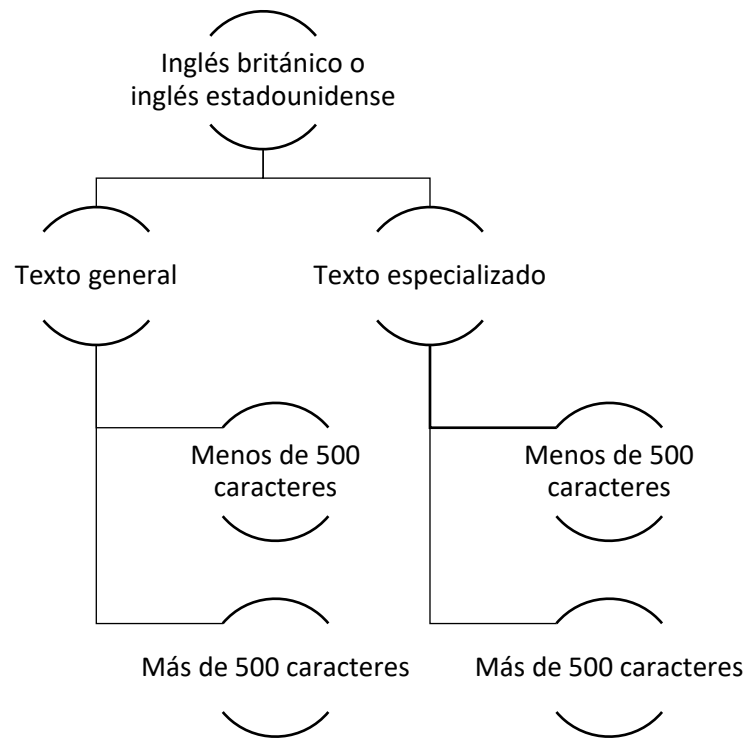 Inglés británico o
inglés estadounidense
Texto general
Texto especializado
Menos de 500
caracteres
Menos de 500
caracteres
Más de 500 caracteres
Más de 500 caracteres